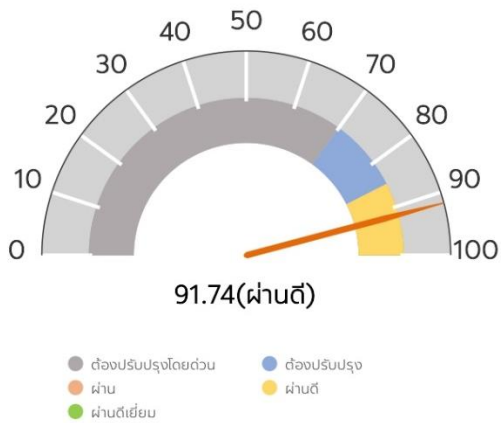 50
40
60
30
70
20
80
10
90
0
100
91.74(ผ่านดี)
ต้องปรับปรุงโดยด่วน
ต้องปรับปรุง
ผ่าน
ผ่านดี
ผ่านดีเยี่ยม